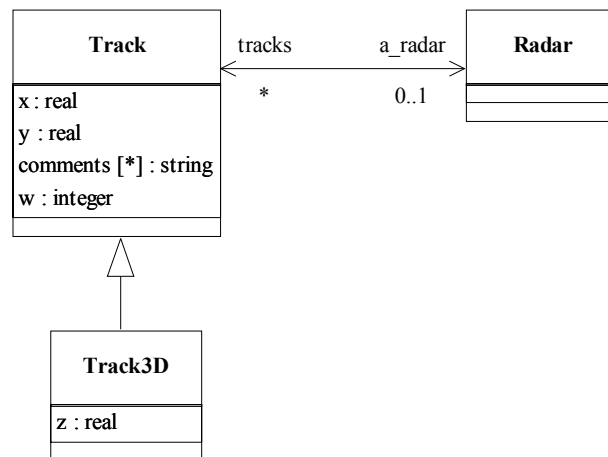 Track
x : real
y : real
comments [*] : string
w : integer
tracks
a_radar
*
0..1
Radar
Track3D
z : real